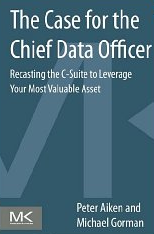 The Case for the
Chief Data Officer
Recasting the C-Suite to Leverage
Your Most Valuable Asset
Peter Aiken and
Michael Gorman
MK